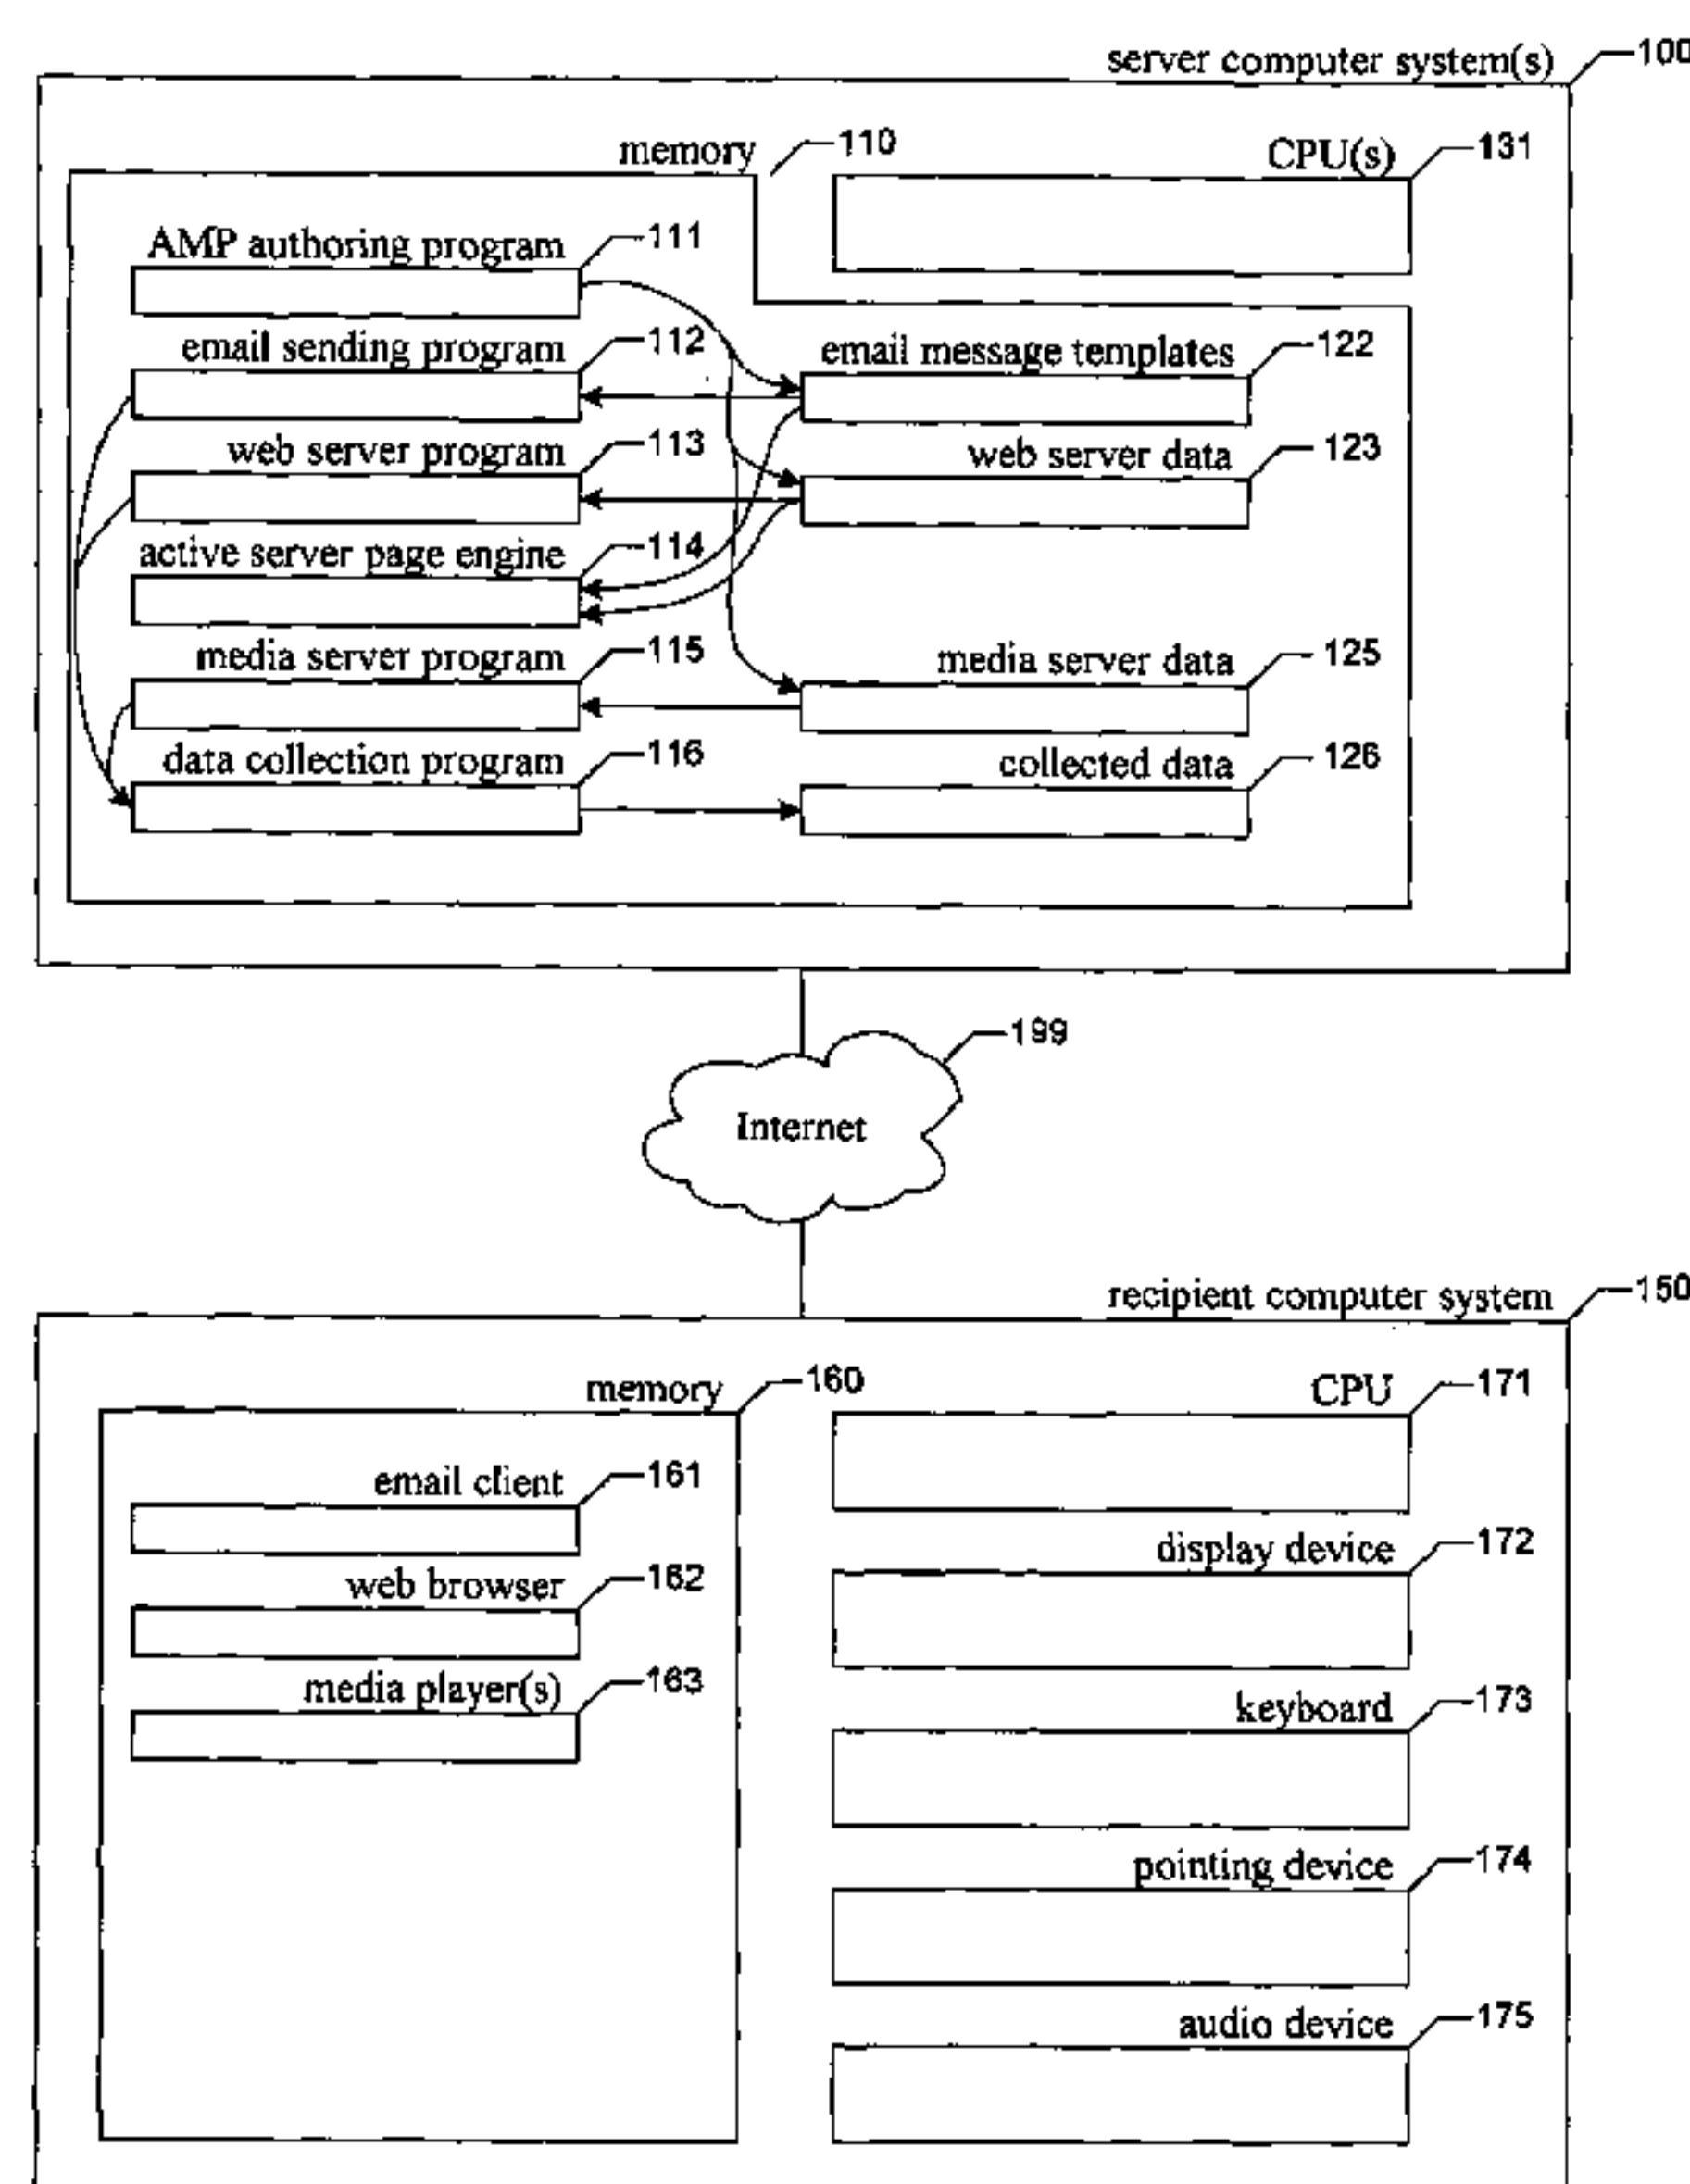 server computer system(s) 100
memory 110
CPU(s) 131
AMP authoring program 111
email sending program 112
email message templates 122
web server program 113
web server data 123
active server page engine 114
media server program 115
media server data 125
data collection program 116
collected data 126
199
Internet
recipient computer system 150
memory 160
CPU 171
email client 161
display device 172
web browser 162
media player(s) 163
keyboard 173
pointing device 174
audio device 175